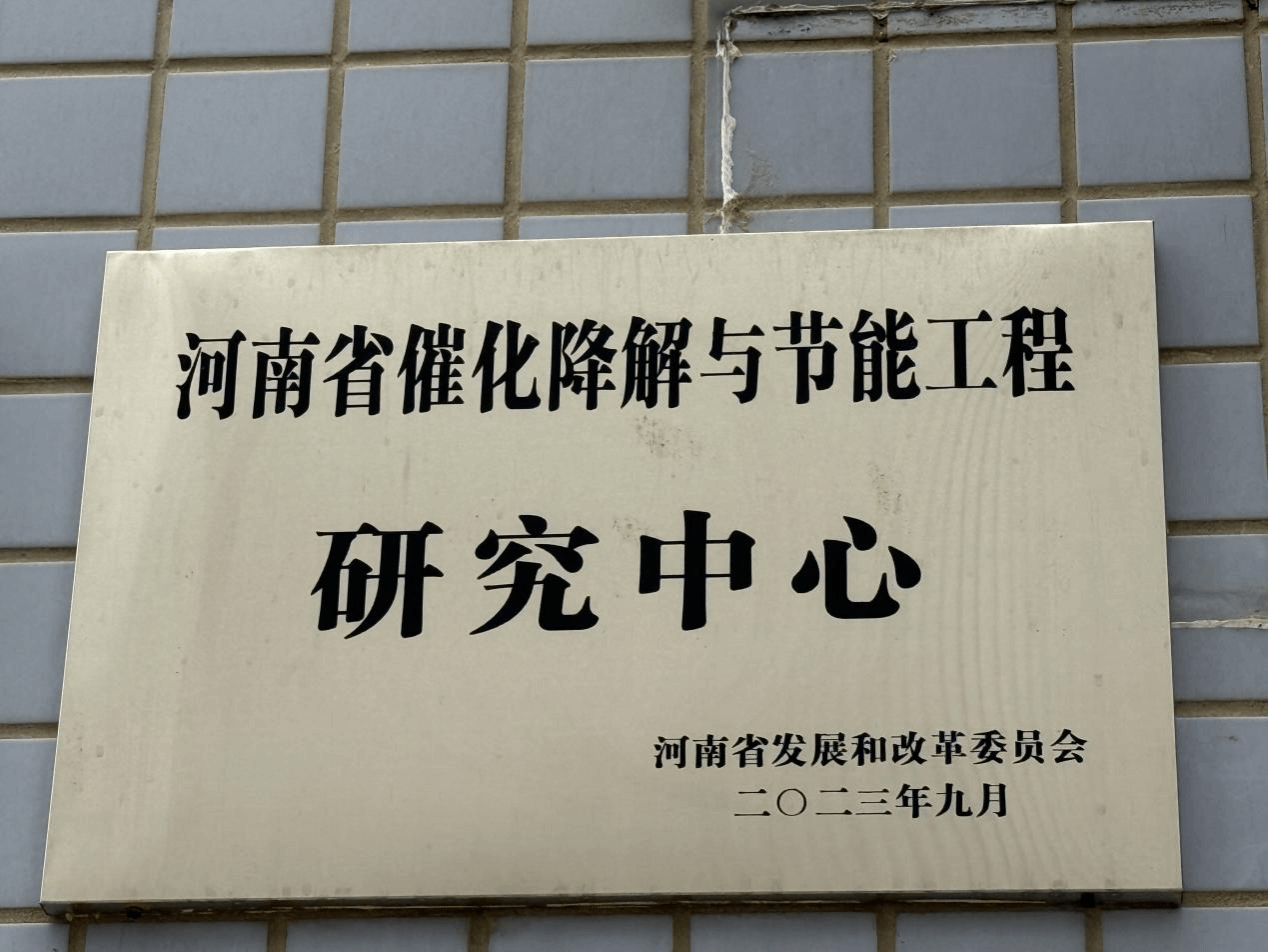 河南省催化降解与节能工程
研究中心
河南省发展和改革委员会
二〇二三年九月